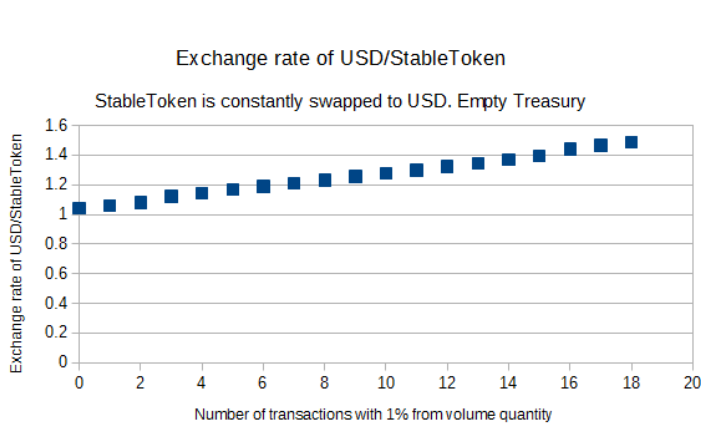 Exchange rate of USD/StableToken
StableToken is constantly swapped to USD. Empty Treasury
Exchange rate of USD/StableToken
1.6
1.4
1.2
1
0.8
0.6
0.4
0.2
0
0 2 4 6 8 10 12 14 16 18 20
Number of transactions with 1% from volume quantity